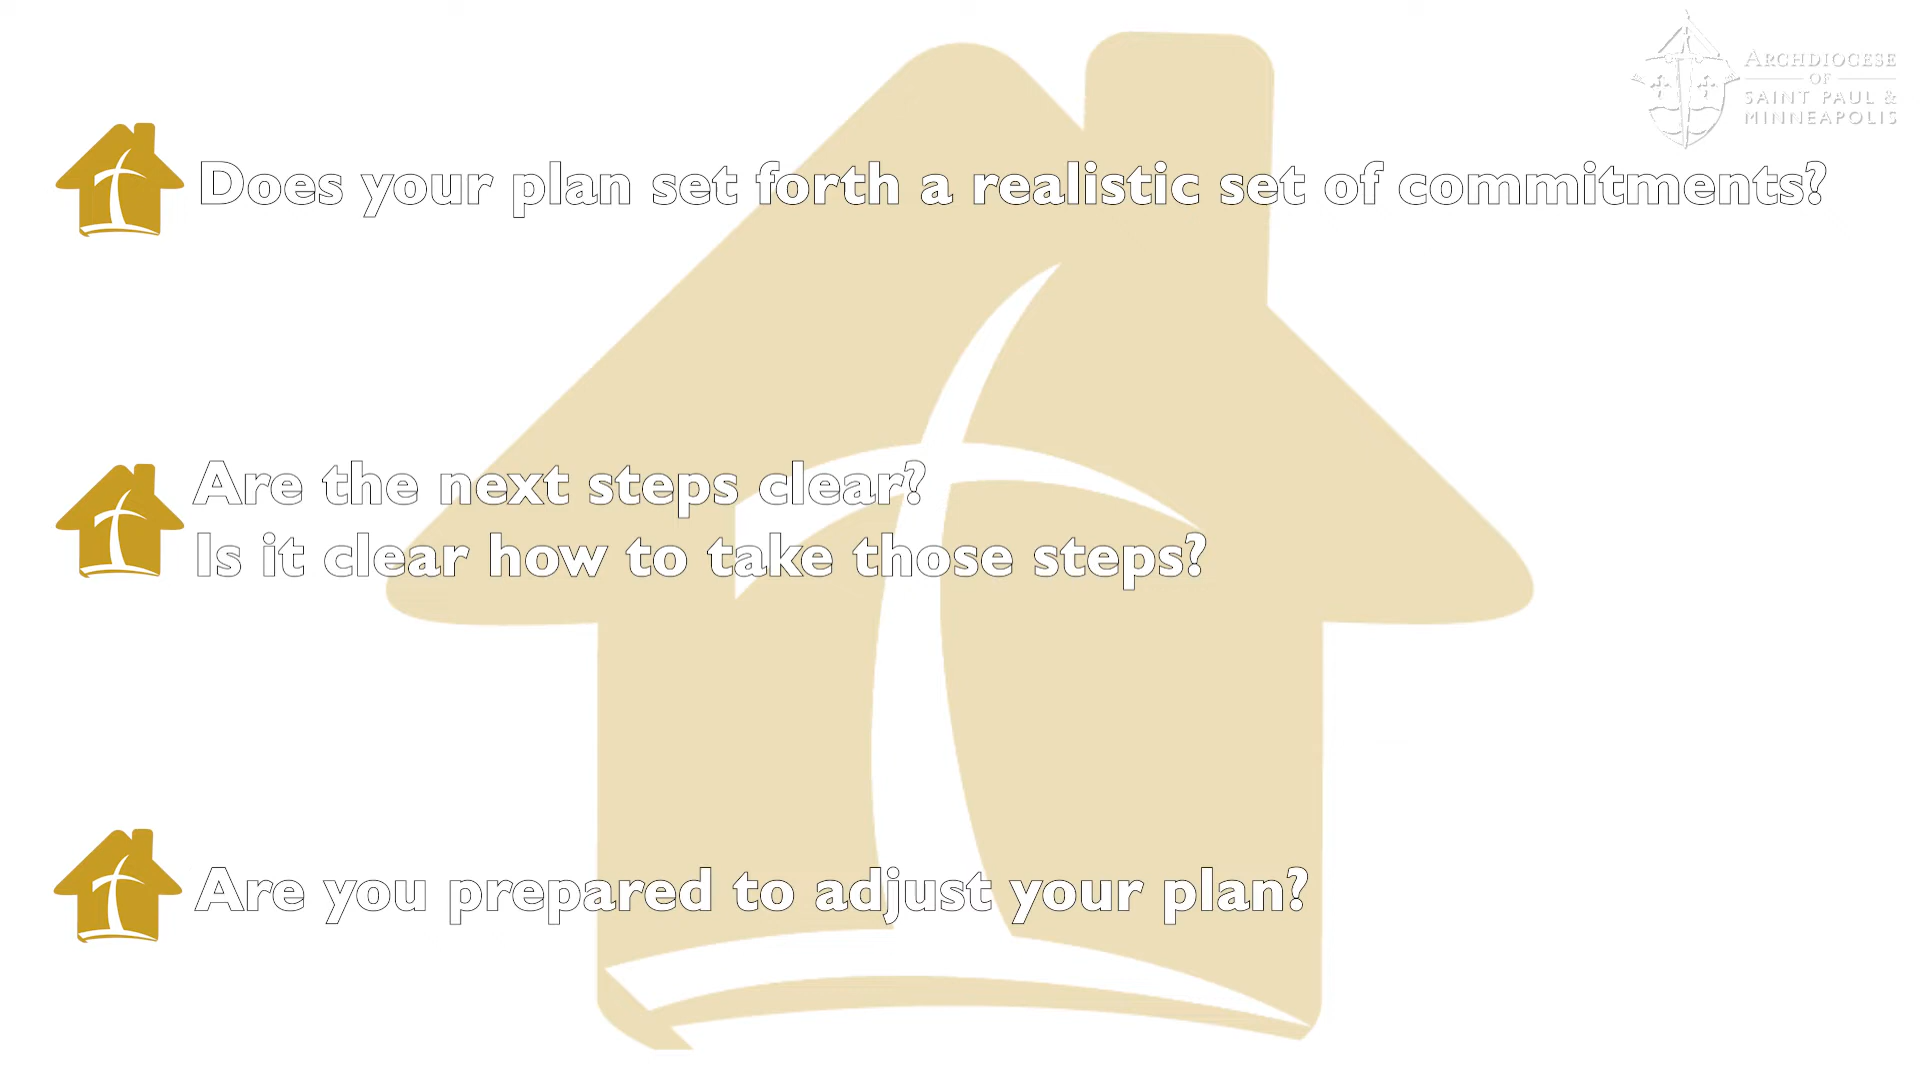 ARCHDIOCESE
OF
SAINT PAUL &
MINNEAPOLIS
Does your plan set forth a realistic set of commitments?
Are the next steps clear?
Is it clear how to take those steps?
Are you prepared to adjust your plan?